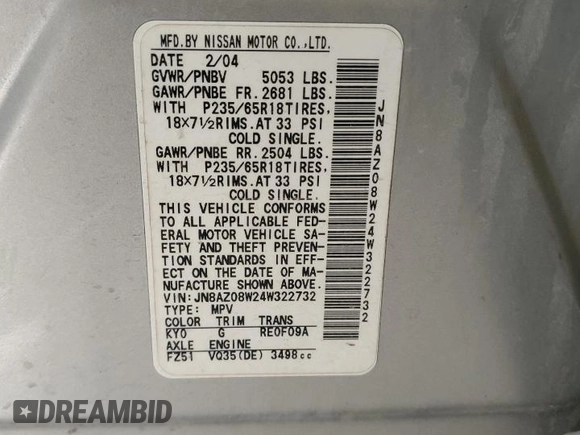 MFD.BY NISSAN MOTOR CO.,LTD.
DATE 2/04
GVWR/PNBV 5053 LBS.
GAWR/PNBE FR. 2681 LBS.
WITH P235/65R18TIRES,
18X7½RIMS.AT 33 PSI
COLD SINGLE.
GAWR/PNBE RR. 2504 LBS.
WITH P235/65R18TIRES,
18X7½RIMS.AT 33 PSI
COLD SINGLE.
THIS VEHICLE CONFORMS
TO ALL APPLICABLE FED-
ERAL MOTOR VEHICLE SA-
FETY AND THEFT PREVEN-
TION STANDARDS IN EFF-
ECT ON THE DATE OF MA-
NUFACTURE SHOWN ABOVE.
VIN: JN8AZ08W24W322732
TYPE: MPV
COLOR TRIM TRANS
KY0 G RE0F09A
AXLE ENGINE
FZ51 VQ35(DE) 3498cc
JN8AZ08W24W322732
DREAMBID